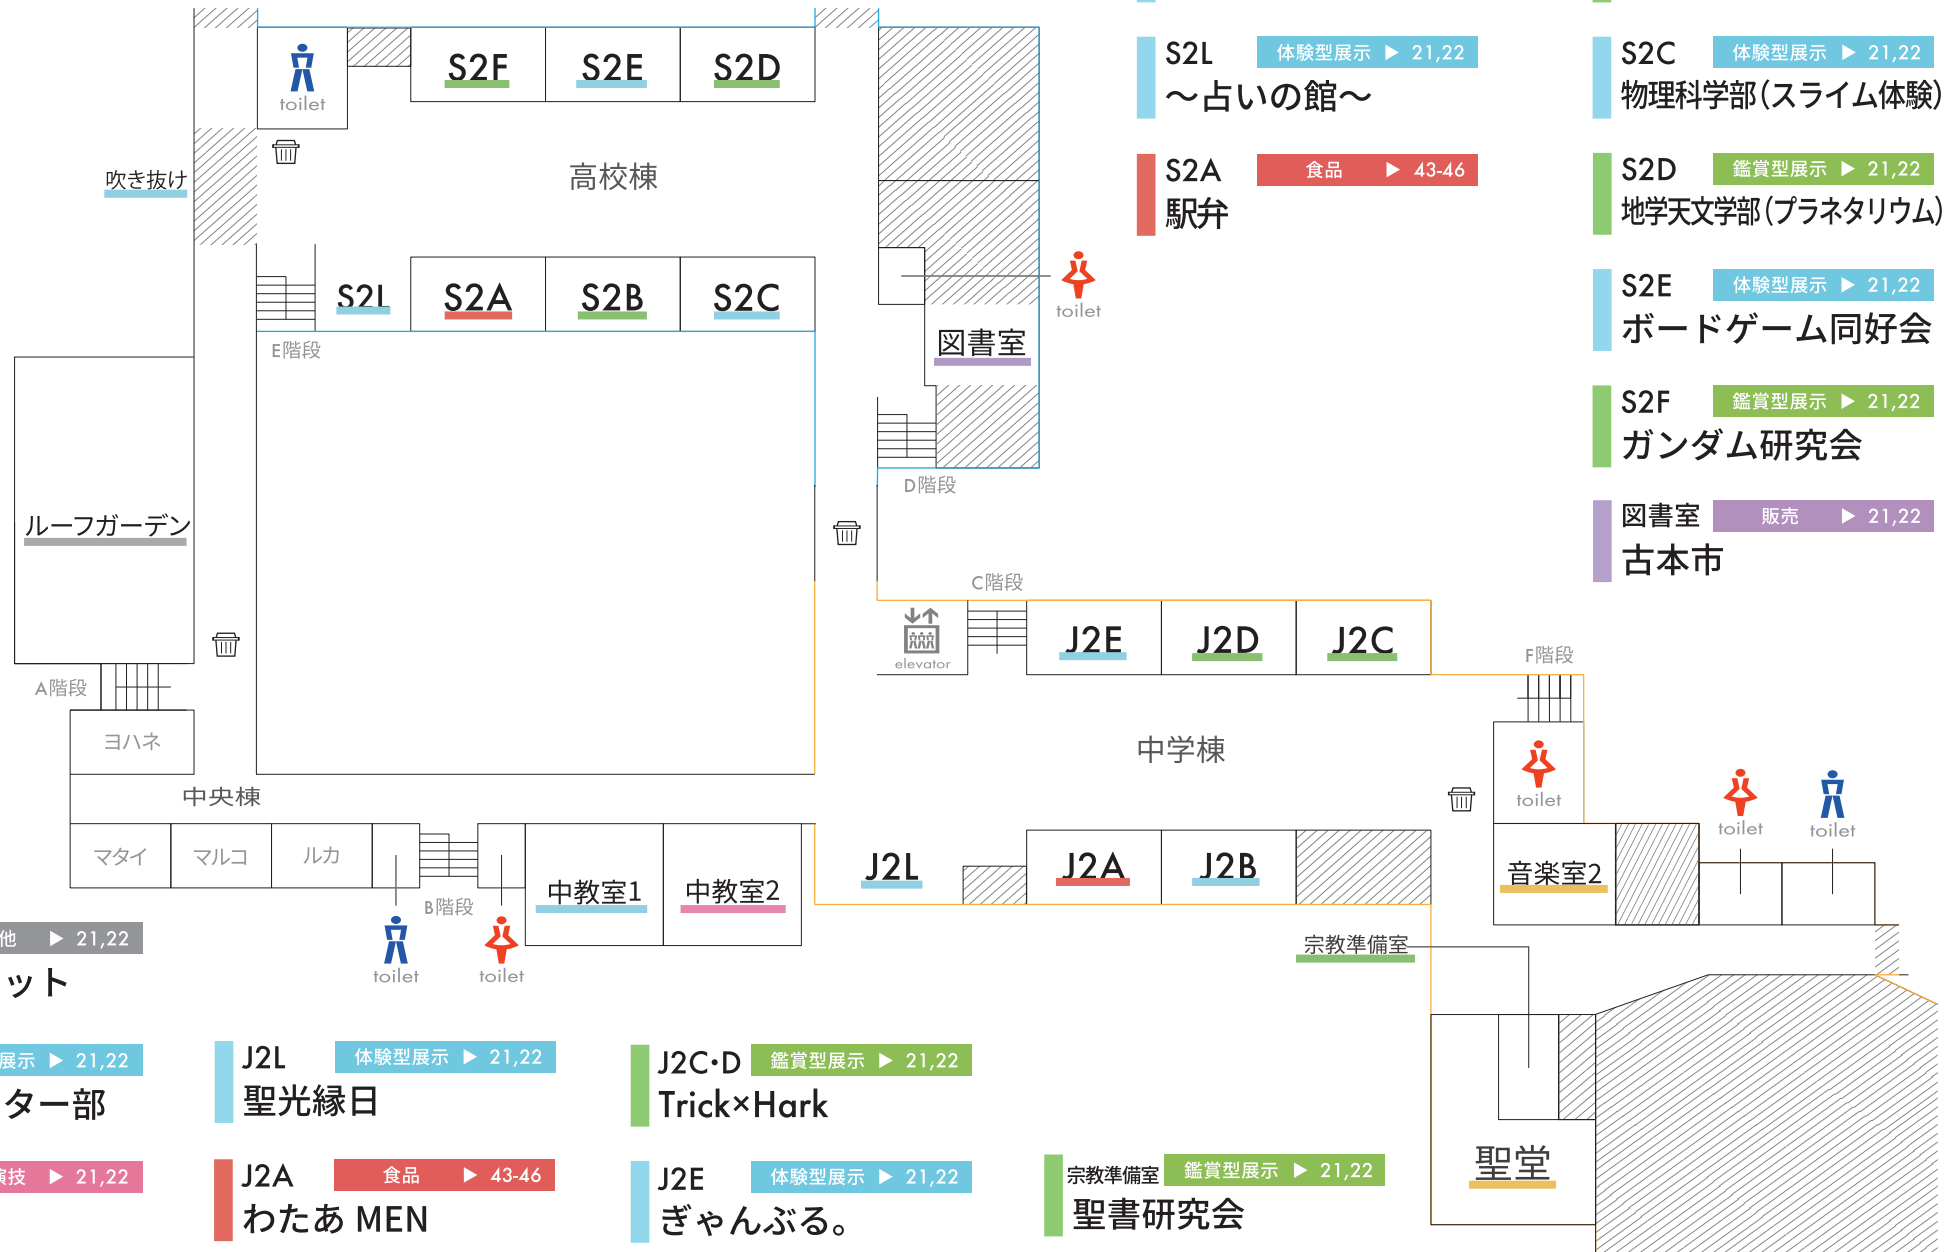 S2L 体験型展示 ▶ 21,22
～占いの館～
S2A 食品 ▶ 43-46
駅弁
S2C 体験型展示 ▶ 21,22
物理科学部(スライム体験)
S2D 鑑賞型展示 ▶ 21,22
地学天文学部(プラネタリウム)
S2E 体験型展示 ▶ 21,22
ボードゲーム同好会
S2F 鑑賞型展示 ▶ 21,22
ガンダム研究会
図書室 販売 ▶ 21,22
古本市
toilet
S2F
S2E
S2D
吹き抜け
高校棟
S2L
S2A
S2B
S2C
E階段
toilet
図書室
D階段
ルーフガーデン
A階段
ヨハネ
中央棟
マタイ
マルコ
ルカ
B階段
toilet
toilet
中教室1
中教室2
C階段
elevator
J2E
J2D
J2C
F階段
中学棟
toilet
toilet
toilet
J2L
J2A
J2B
音楽室2
宗教準備室
聖堂
他 ▶ 21,22
ット
展示 ▶ 21,22
ター部
演技 ▶ 21,22
J2L 体験型展示 ▶ 21,22
聖光縁日
J2A 食品 ▶ 43-46
わたあ MEN
J2C・D 鑑賞型展示 ▶ 21,22
Trick×Hark
J2E 体験型展示 ▶ 21,22
ぎゃんぶる。
宗教準備室 鑑賞型展示 ▶ 21,22
聖書研究会